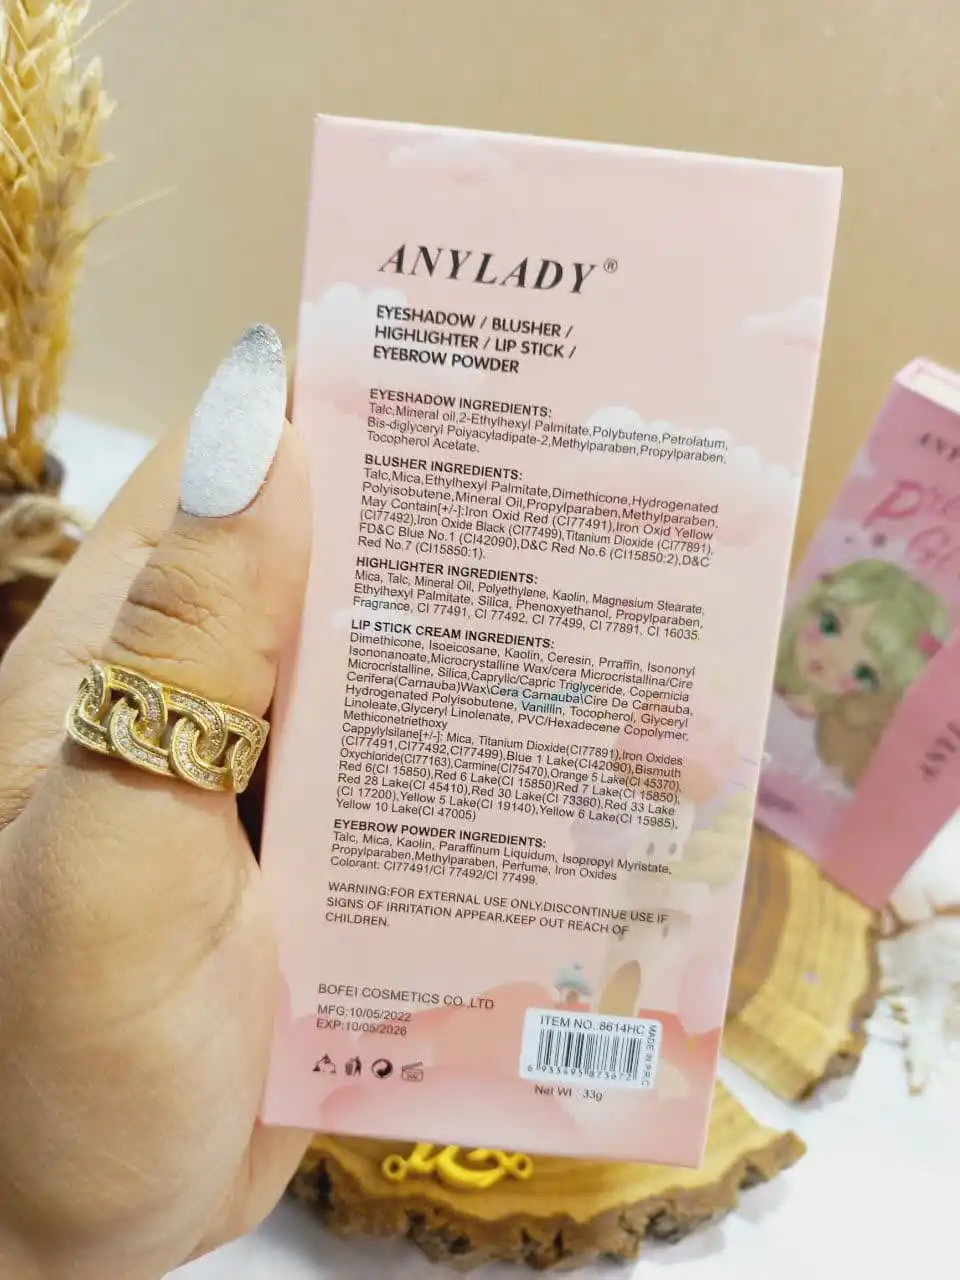 ANYLADY®
EYESHADOW / BLUSHER /
HIGHLIGHTER / LIP STICK /
EYEBROW POWDER
EYESHADOW INGREDIENTS:
Talc,Mineral oil,2-Ethylhexyl Palmitate,Polybutene,Petrolatum,
Bis-diglyceryl Polyacyladipate-2,Methylparaben,Propylparaben,
Tocopherol Acetate.
BLUSHER INGREDIENTS:
Talc,Mica,Ethylhexyl Palmitate,Dimethicone,Hydrogenated
Polyisobutene,Mineral Oil,Propylparaben,Methylparaben,
May Contain[+/-]:Iron Oxid Red (CI77491),Iron Oxid Yellow
(CI77492),Iron Oxide Black (CI77499),Titanium Dioxide (CI77891),
FD&C Blue No.1 (CI42090),D&C Red No.6 (CI15850:2),D&C
Red No.7 (CI15850:1).
HIGHLIGHTER INGREDIENTS:
Mica, Talc, Mineral Oil, Polyethylene, Kaolin, Magnesium Stearate,
Ethylhexyl Palmitate, Silica, Phenoxyethanol, Propylparaben,
Fragrance, CI 77491, CI 77492, CI 77499, CI 77891, CI 16035.
LIP STICK CREAM INGREDIENTS:
Dimethicone, Isoeicosane, Kaolin, Ceresin, Prraffin, Isononyl
Isononanoate,Microcrystalline Wax/cera Microcristallina/Cire
Microcristalline, Silica,Caprylic/Capric Triglyceride, Copernicia
Cerifera(Carnauba)Wax\Cera Carnauba\Cire De Carnauba,
Hydrogenated Polyisobutene, Vanillin, Tocopherol, Glyceryl
Linoleate,Glyceryl Linolenate, PVC/Hexadecene Copolymer,
Methiconetriethoxy
Cappylylsilane[+/-]: Mica, Titanium Dioxide(CI77891),Iron Oxides
(CI77491,CI77492,CI77499),Blue 1 Lake(CI42090),Bismuth
Oxychloride(CI77163),Carmine(CI75470),Orange 5 Lake(CI 45370),
Red 6(CI 15850),Red 6 Lake(CI 15850)Red 7 Lake(CI 15850),
Red 28 Lake(CI 45410),Red 30 Lake(CI 73360),Red 33 Lake
(CI 17200),Yellow 5 Lake(CI 19140),Yellow 6 Lake(CI 15985),
Yellow 10 Lake(CI 47005)
EYEBROW POWDER INGREDIENTS:
Talc, Mica, Kaolin, Paraffinum Liquidum, Isopropyl Myristate,
Propylparaben,Methylparaben, Perfume, Iron Oxides
Colorant: CI77491/CI 77492/CI 77499.
WARNING:FOR EXTERNAL USE ONLY.DISCONTINUE USE IF
SIGNS OF IRRITATION APPEAR.KEEP OUT REACH OF
CHILDREN.
BOFEI COSMETICS CO.,LTD
MFG:10/05/2022
EXP:10/05/2026
ITEM NO.:8614HC
MADE IN P.R.C
Net Wt 33g